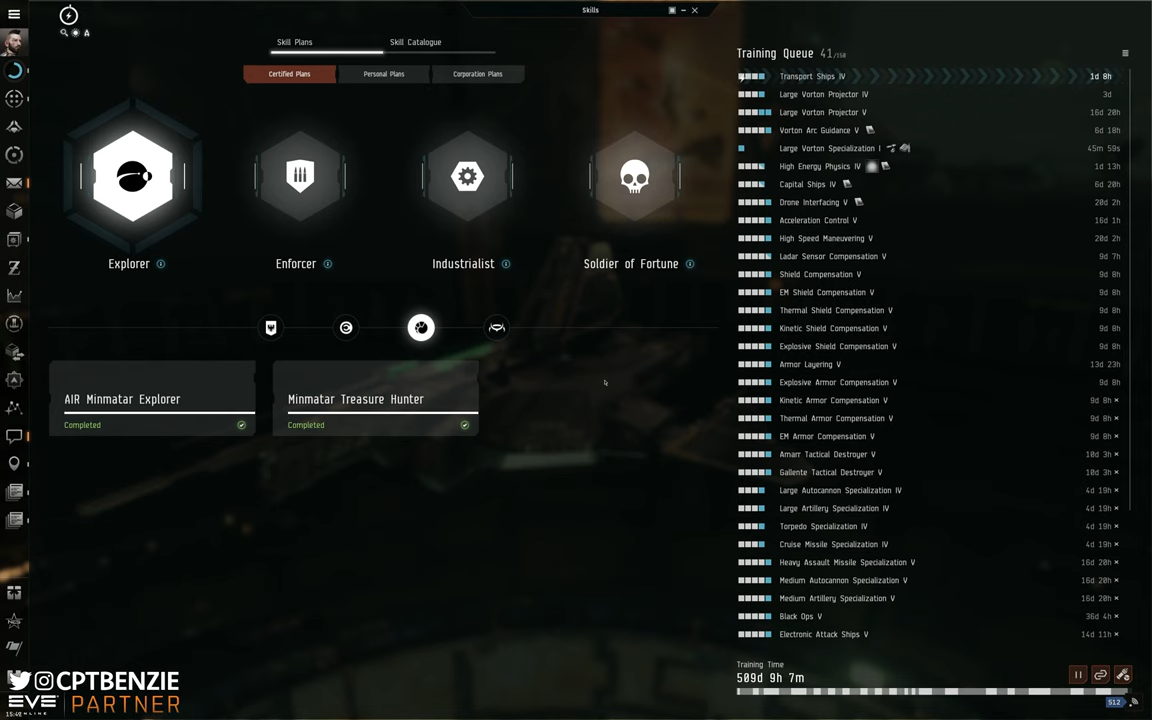 Skills
Skill Plans
Skill Catalogue
Certified Plans
Personal Plans
Corporation Plans
Explorer
Enforcer
Industrialist
Soldier of Fortune
AIR Minmatar Explorer
Completed
Minmatar Treasure Hunter
Completed
Training Queue 41/150
Transport Ships IV 1d 8h
Large Vorton Projector IV 3d
Large Vorton Projector V 16d 20h
Vorton Arc Guidance V 6d 18h
Large Vorton Specialization I 45m 59s
High Energy Physics IV 1d 13h
Capital Ships IV 6d 20h
Drone Interfacing V 20d 2h
Acceleration Control V 16d 1h
High Speed Maneuvering V 20d 2h
Ladar Sensor Compensation V 9d 7h
Shield Compensation V 9d 8h
EM Shield Compensation V 9d 8h
Thermal Shield Compensation V 9d 8h
Kinetic Shield Compensation V 9d 8h
Explosive Shield Compensation V 9d 8h
Armor Layering V 13d 23h
Explosive Armor Compensation V 9d 8h
Kinetic Armor Compensation V 9d 8h
Thermal Armor Compensation V 9d 8h
EM Armor Compensation V 9d 8h
Amarr Tactical Destroyer V 10d 3h
Gallente Tactical Destroyer V 10d 3h
Large Autocannon Specialization IV 4d 19h
Large Artillery Specialization IV 4d 19h
Torpedo Specialization IV 4d 19h
Cruise Missile Specialization IV 4d 19h
Heavy Assault Missile Specialization V 16d 20h
Medium Autocannon Specialization V 16d 20h
Medium Artillery Specialization V 16d 20h
Black Ops V 36d 4h
Electronic Attack Ships V 14d 11h
Training Time
509d 9h 7m
512
CPTBENZIE
EVE ONLINE PARTNER